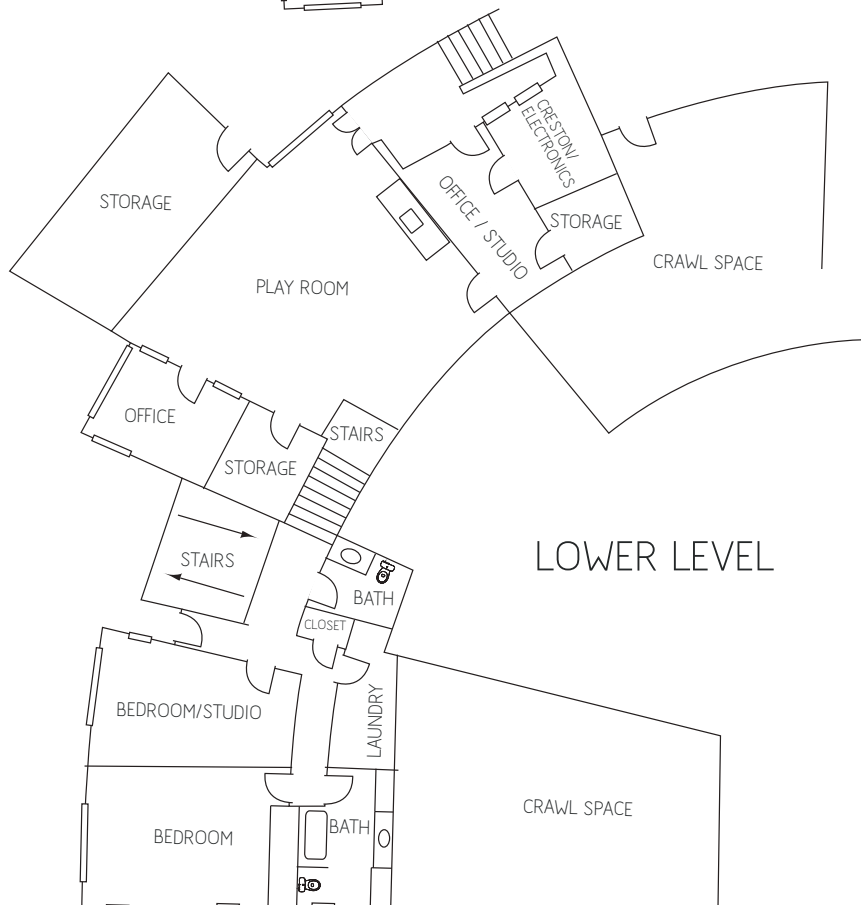 CRESTON/
ELECTRONICS
STORAGE
OFFICE / STUDIO
STORAGE
CRAWL SPACE
PLAY ROOM
OFFICE
STAIRS
STORAGE
LOWER LEVEL
STAIRS
BATH
CLOSET
BEDROOM/STUDIO
LAUNDRY
CRAWL SPACE
BATH
BEDROOM